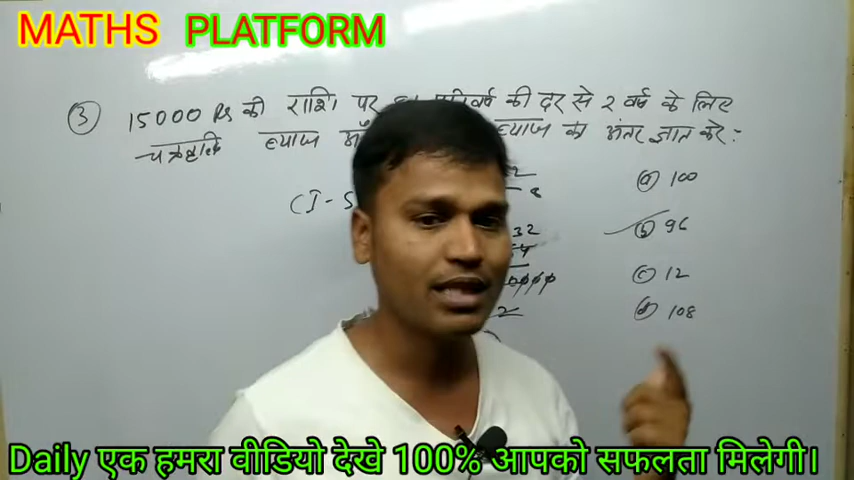 MATHS PLATFORM
③ 15000 Rs की राशि पर की दर से २ वर्ष के लिए
चक्रवृद्धि ब्याज ब्याज का अंतर ज्ञात करे :
CI - S
ⓐ 100
ⓑ 96
ⓒ 12
ⓓ 108
Daily एक हमरा वीडियो देखे 100% आपको सफलता मिलेगी।